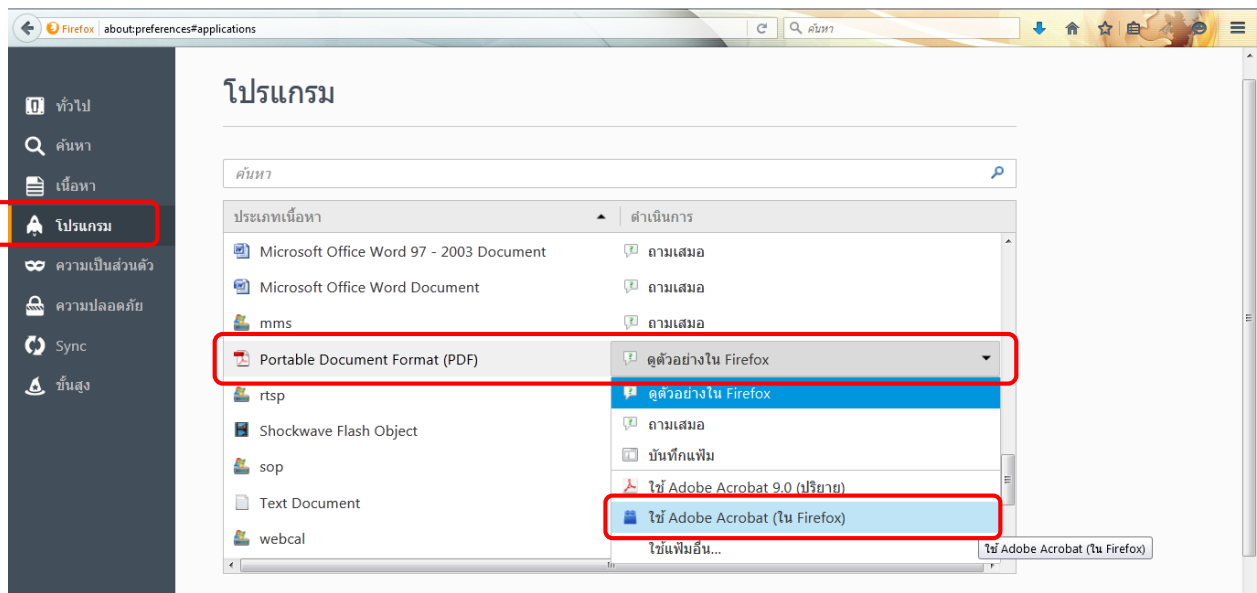 Firefox about:preferences#applications
ค้นหา
ทั่วไป
ค้นหา
เนื้อหา
โปรแกรม
ความเป็นส่วนตัว
ความปลอดภัย
Sync
ขั้นสูง
โปรแกรม
ค้นหา
ประเภทเนื้อหา ดำเนินการ
Microsoft Office Word 97 - 2003 Document ถามเสมอ
Microsoft Office Word Document ถามเสมอ
mms ถามเสมอ
Portable Document Format (PDF) ดูตัวอย่างใน Firefox
rtsp
Shockwave Flash Object
sop
Text Document
webcal
ดูตัวอย่างใน Firefox
ถามเสมอ
บันทึกแฟ้ม
ใช้ Adobe Acrobat 9.0 (ปริยาย)
ใช้ Adobe Acrobat (ใน Firefox)
ใช้แฟ้มอื่น...
ใช้ Adobe Acrobat (ใน Firefox)